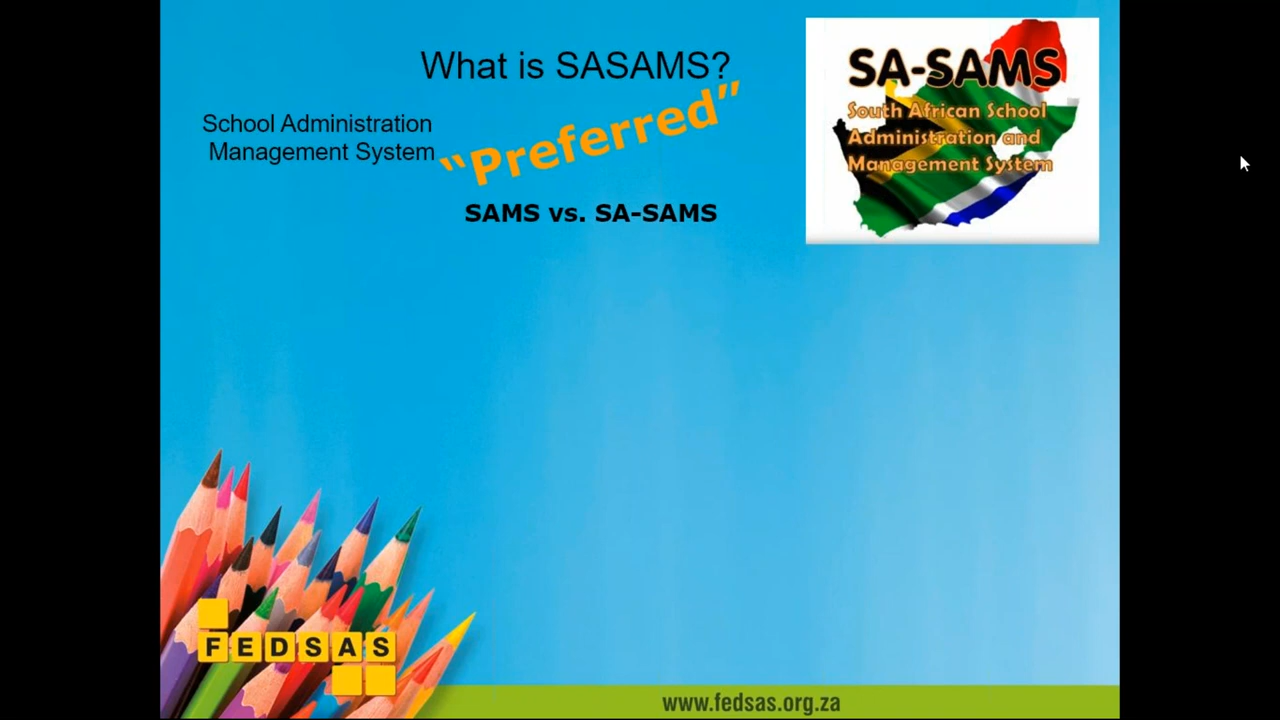 What is SASAMS?
School Administration
Management System
“Preferred”
SAMS vs. SA-SAMS
SA-SAMS
South African School
Administration and
Management System
FEDSAS
www.fedsas.org.za